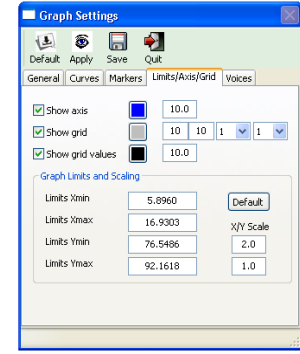 Graph Settings
Default Apply Save Quit
General Curves Markers Limits/Axis/Grid Voices
Show axis 10.0
Show grid 10 10 1 1
Show grid values 10.0
Graph Limits and Scaling
Limits Xmin 5.8960 Default
Limits Xmax 16.9303 X/Y Scale
Limits Ymin 76.5486 2.0
Limits Ymax 92.1618 1.0